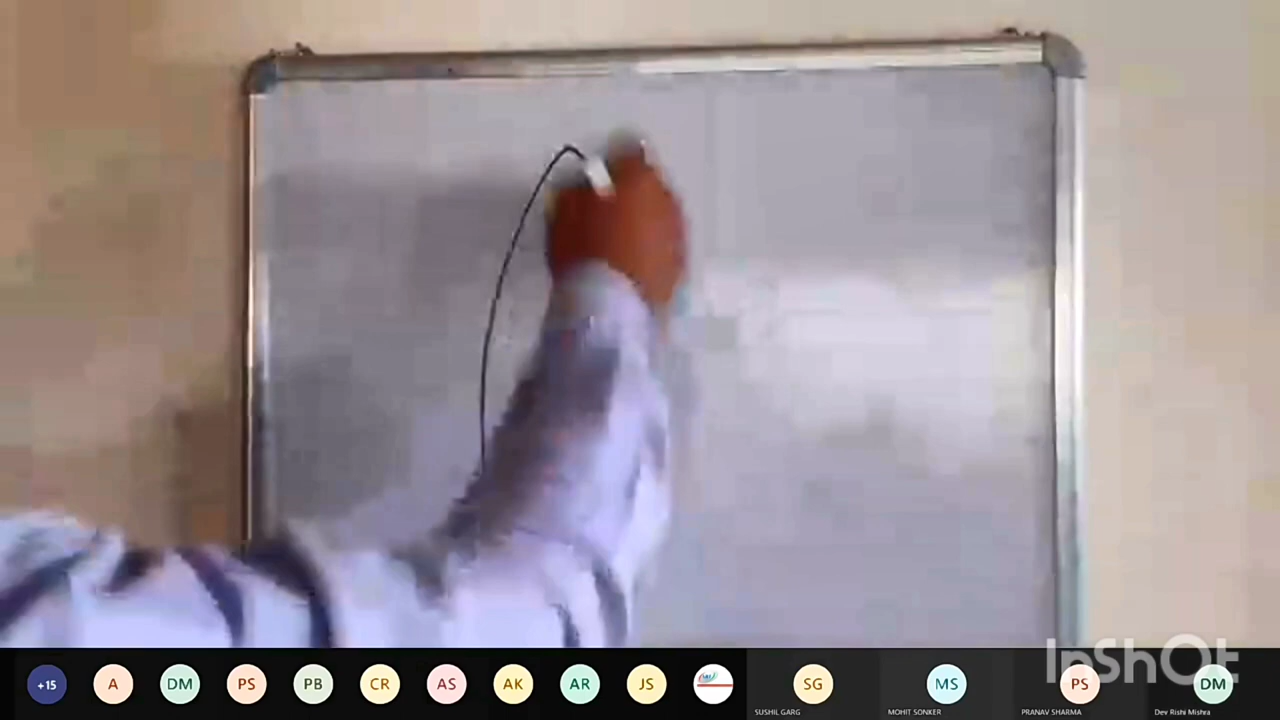 InShOt
+15 A DM PS PB CR AS AK AR JS SG MS PS DM
SUSHIL GARG MOHIT SONKER PRANAV SHARMA Dev Rishi Mishra